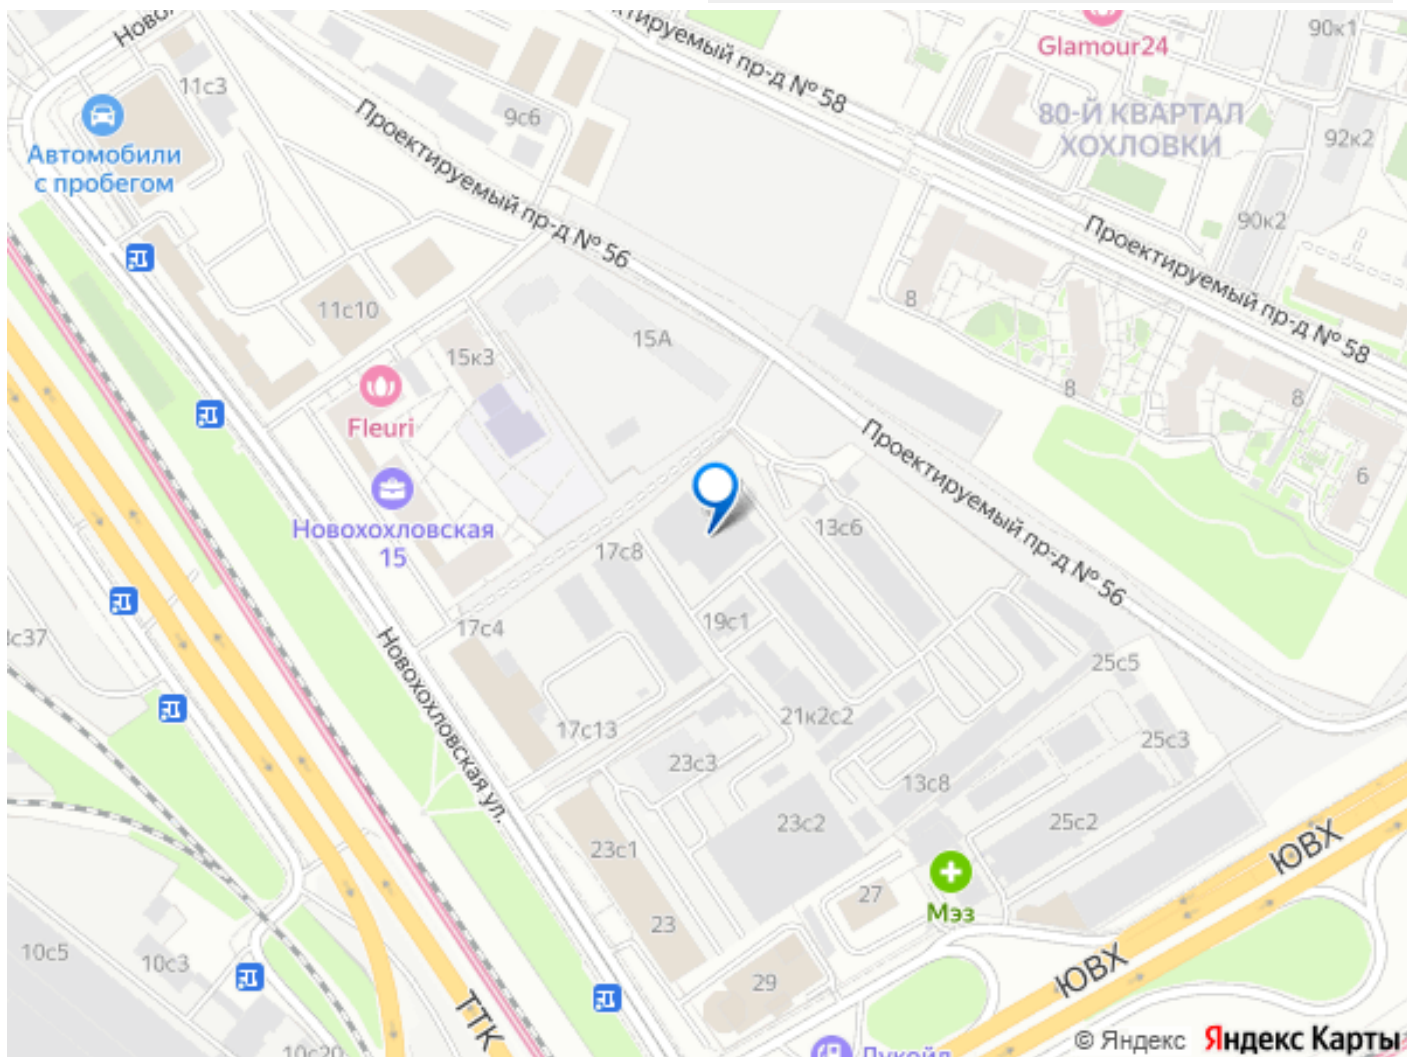 Glamour24
90к1
11с3
Проектируемый пр-д № 58
9с6
80-Й КВАРТАЛ
ХОХЛОВКИ
92к2
Автомобили
с пробегом
Проектируемый пр-д № 56
90к2
Проектируемый пр-д № 58
8
11с10
15А
15к3
8
8
Fleuri
Проектируемый пр-д № 56
6
Новохохловская
15
13с6
17с8
19с1
17с4
Новохохловская ул.
25с5
21к2с2
17с13
25с3
23с3
13с8
23с2
25с2
23с1
ЮВХ
27
Мэз
23
10с5
10с3
29
ЮВХ
ТТК
10с20
Лукойл
© Яндекс Яндекс Карты